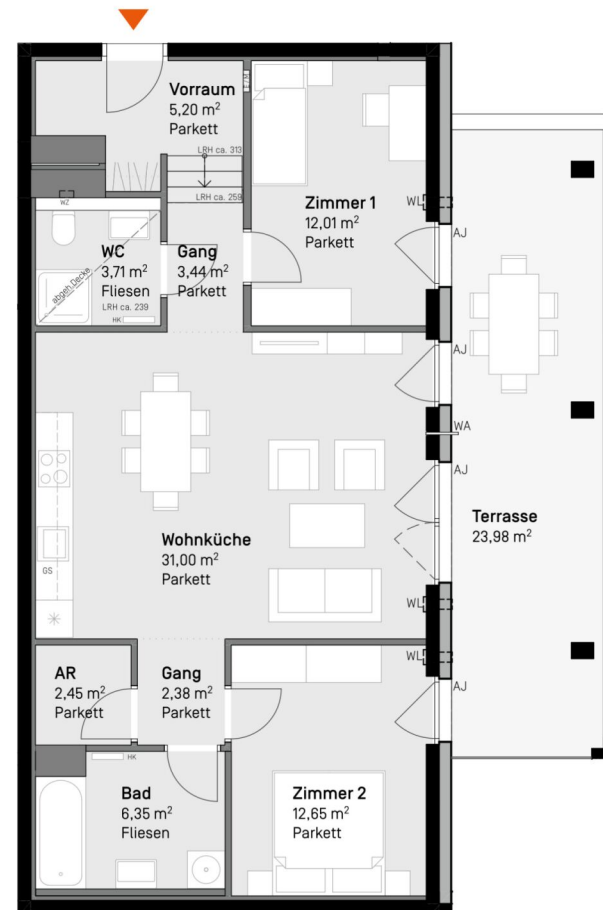 Vorraum
5,20 m²
Parkett
LRH ca. 313
LRH ca. 259
E/M
Zimmer 1
12,01 m²
Parkett
WL
AJ
WZ
WC
3,71 m²
Fliesen
LRH ca. 239
HK
abgeh.Decke
Gang
3,44 m²
Parkett
AJ
WA
AJ
Wohnküche
31,00 m²
Parkett
GS
Terrasse
23,98 m²
WL
WL
AJ
AR
2,45 m²
Parkett
Gang
2,38 m²
Parkett
HK
Bad
6,35 m²
Fliesen
Zimmer 2
12,65 m²
Parkett